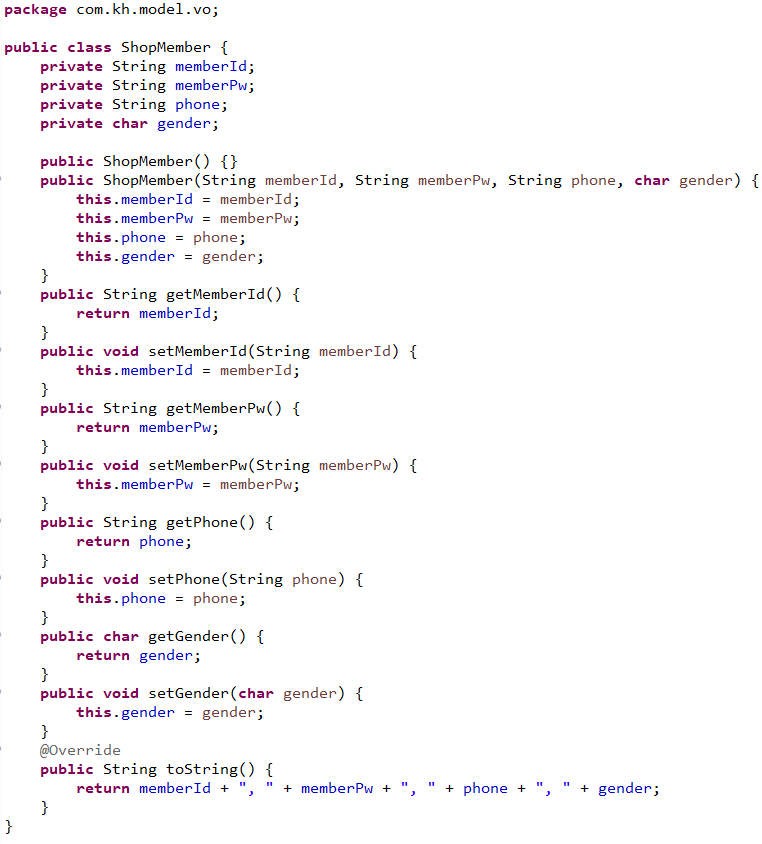 package com.kh.model.vo;

public class ShopMember {
    private String memberId;
    private String memberPw;
    private String phone;
    private char gender;

    public ShopMember() {}
    public ShopMember(String memberId, String memberPw, String phone, char gender) {
        this.memberId = memberId;
        this.memberPw = memberPw;
        this.phone = phone;
        this.gender = gender;
    }
    public String getMemberId() {
        return memberId;
    }
    public void setMemberId(String memberId) {
        this.memberId = memberId;
    }
    public String getMemberPw() {
        return memberPw;
    }
    public void setMemberPw(String memberPw) {
        this.memberPw = memberPw;
    }
    public String getPhone() {
        return phone;
    }
    public void setPhone(String phone) {
        this.phone = phone;
    }
    public char getGender() {
        return gender;
    }
    public void setGender(char gender) {
        this.gender = gender;
    }
    @Override
    public String toString() {
        return memberId + ", " + memberPw + ", " + phone + ", " + gender;
    }
}